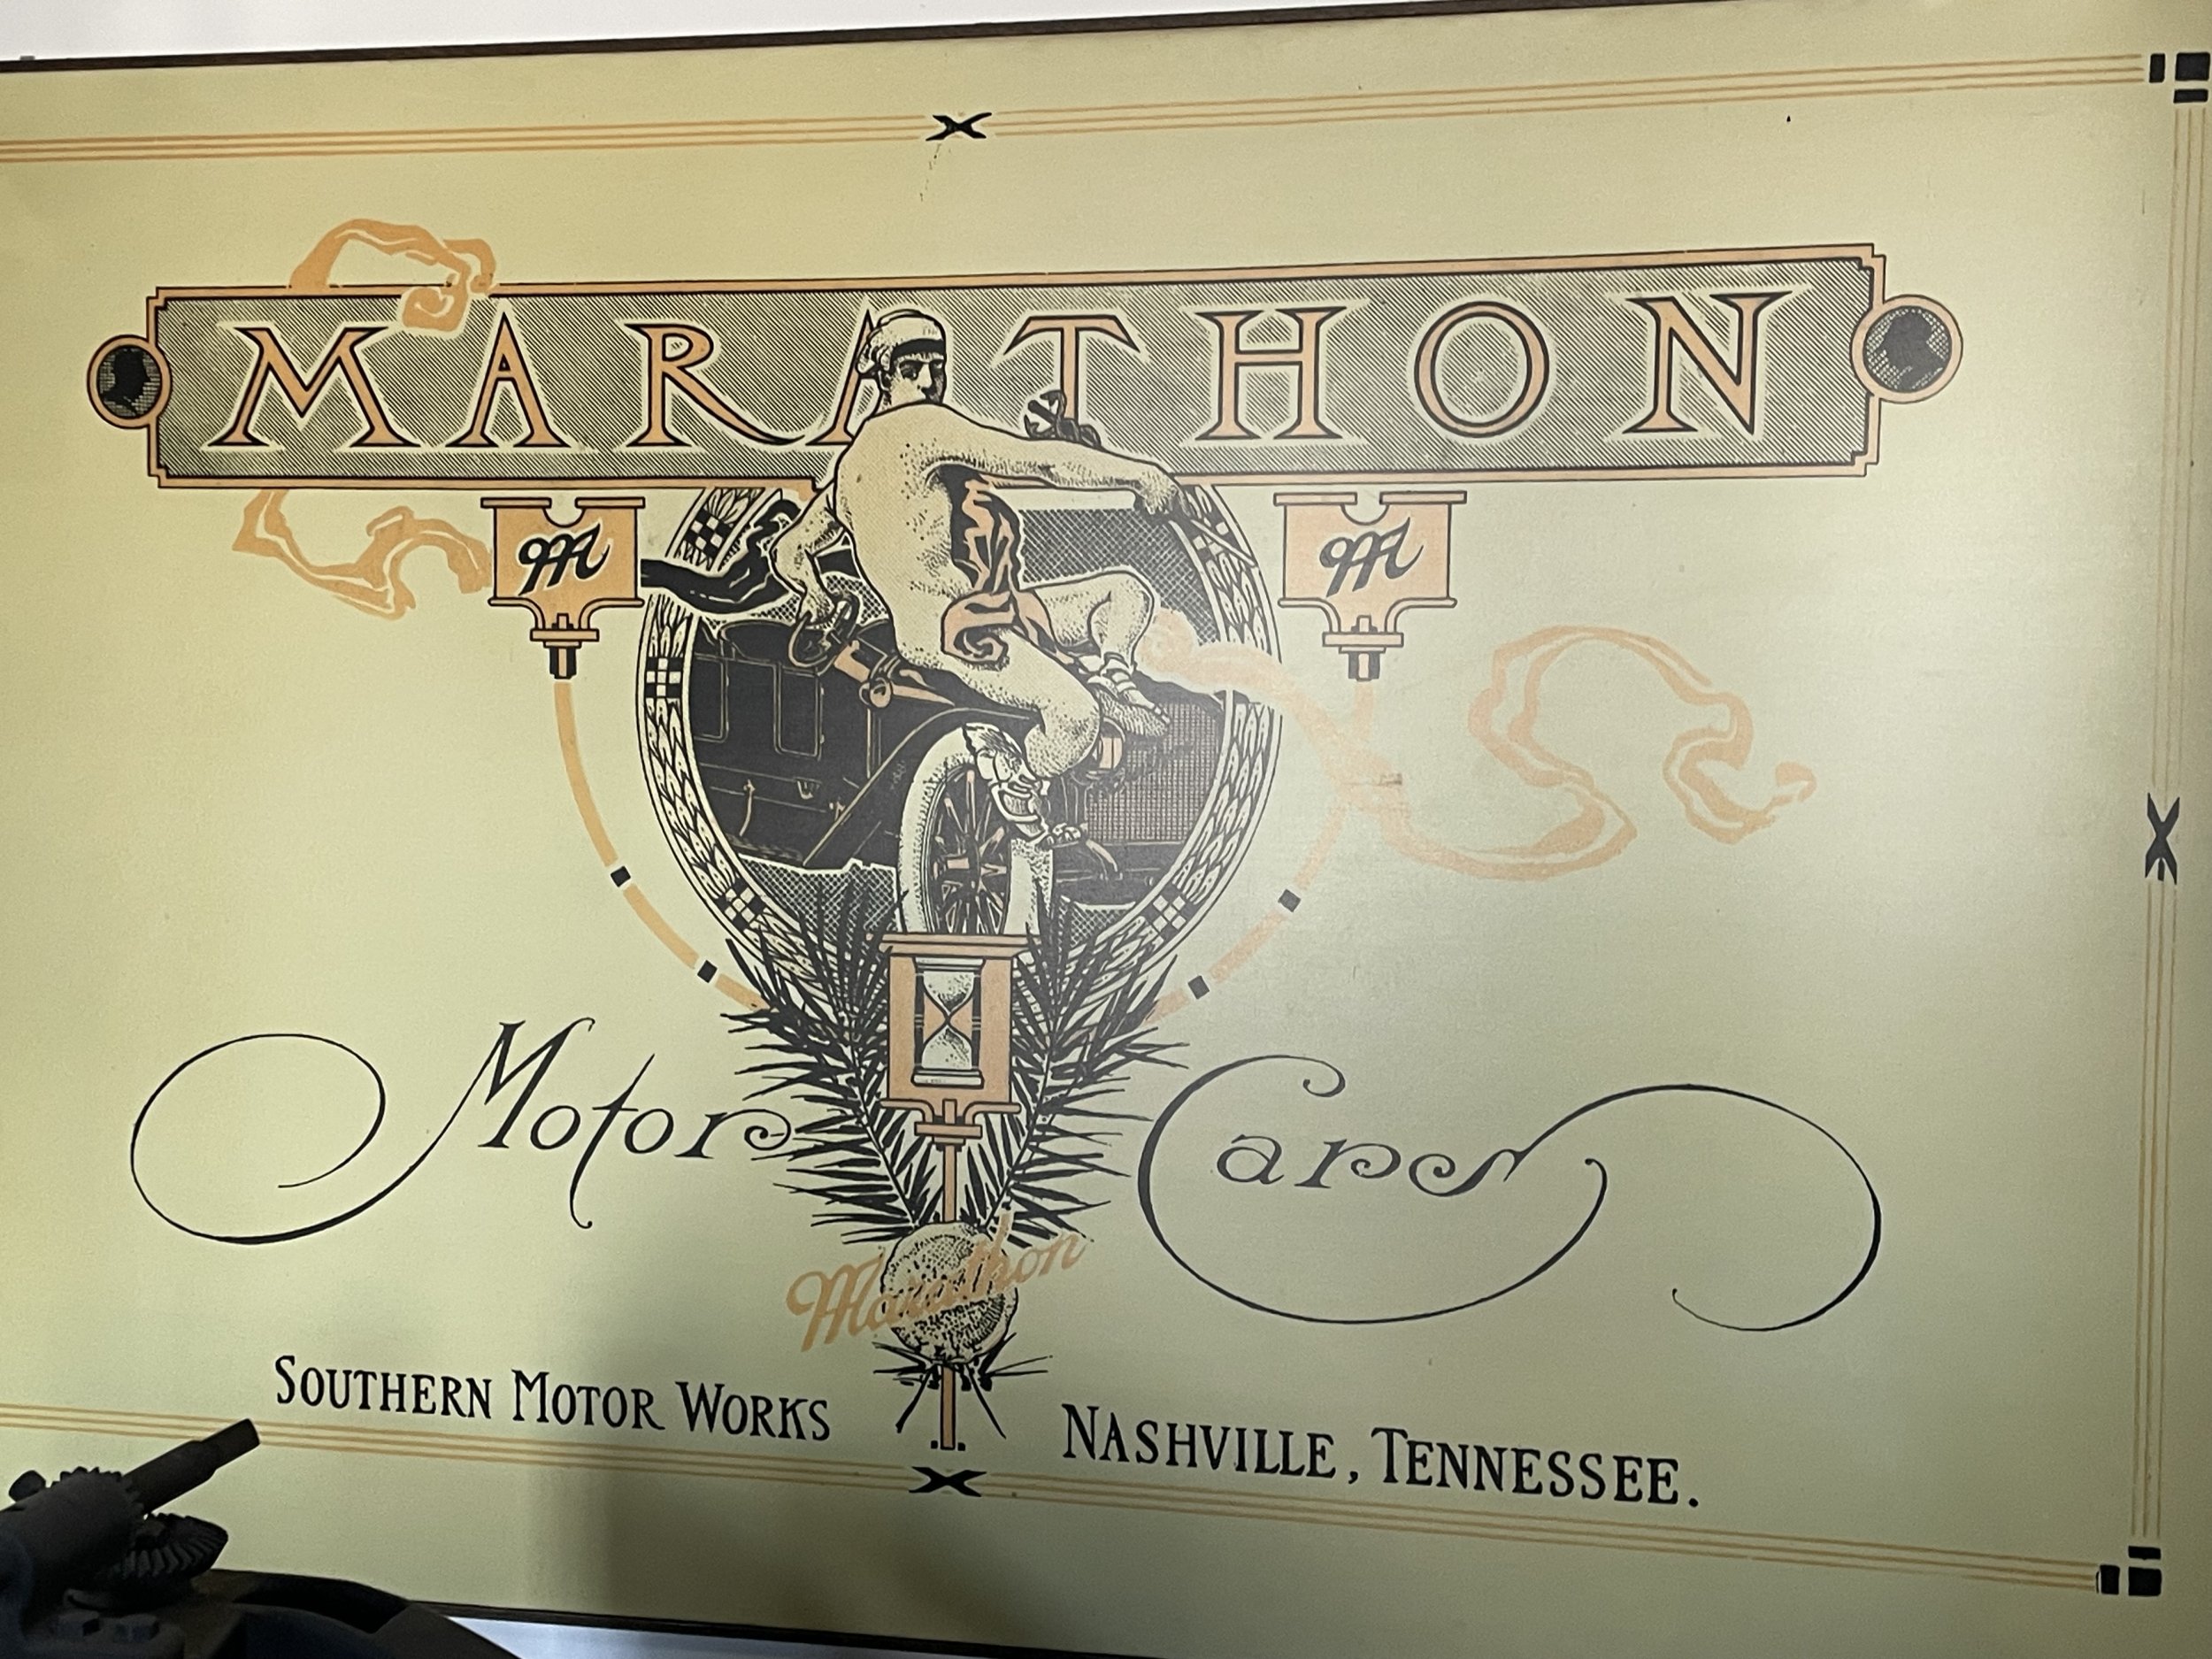 MARATHON
M M
Motor Cars
Marathon
SOUTHERN MOTOR WORKS NASHVILLE, TENNESSEE.